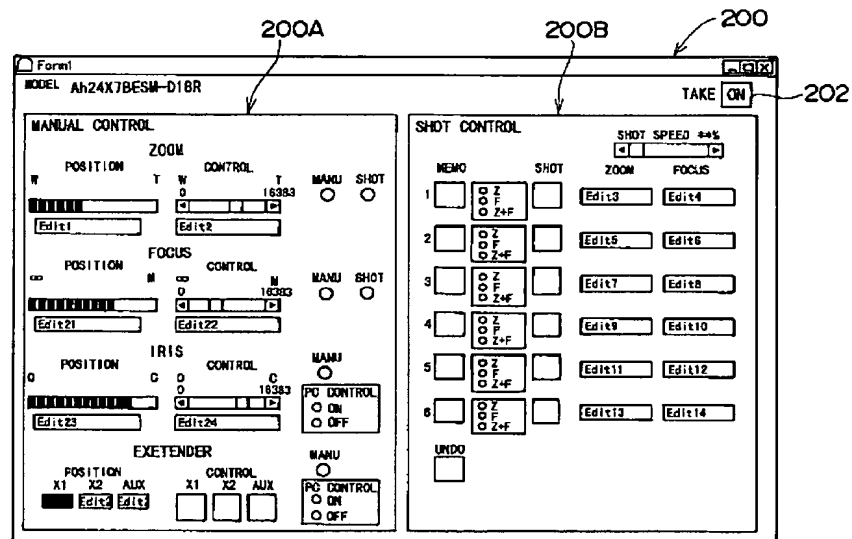 200A 200B 200
Form1
MODEL Ah24X7BESM-D18R
TAKE ON 202
MANUAL CONTROL
ZOOM
POSITION CONTROL
W T W T MANU SHOT
0 16383
Edit1 Edit2
FOCUS
POSITION CONTROL
∞ M ∞ M MANU SHOT
0 16383
Edit21 Edit22
IRIS
POSITION CONTROL MANU
O C O C
0 16383
PC CONTROL
ON
OFF
Edit23 Edit24
EXETENDER
POSITION CONTROL MANU
X1 X2 AUX X1 X2 AUX
Edit2 Edit2
PC CONTROL
ON
OFF
SHOT CONTROL
SHOT SPEED **%
MEMO SHOT ZOOM FOCUS
1 Z F Z+F Edit3 Edit4
2 Z F Z+F Edit5 Edit6
3 Z F Z+F Edit7 Edit8
4 Z F Z+F Edit9 Edit10
5 Z F Z+F Edit11 Edit12
6 Z F Z+F Edit13 Edit14
UNDO